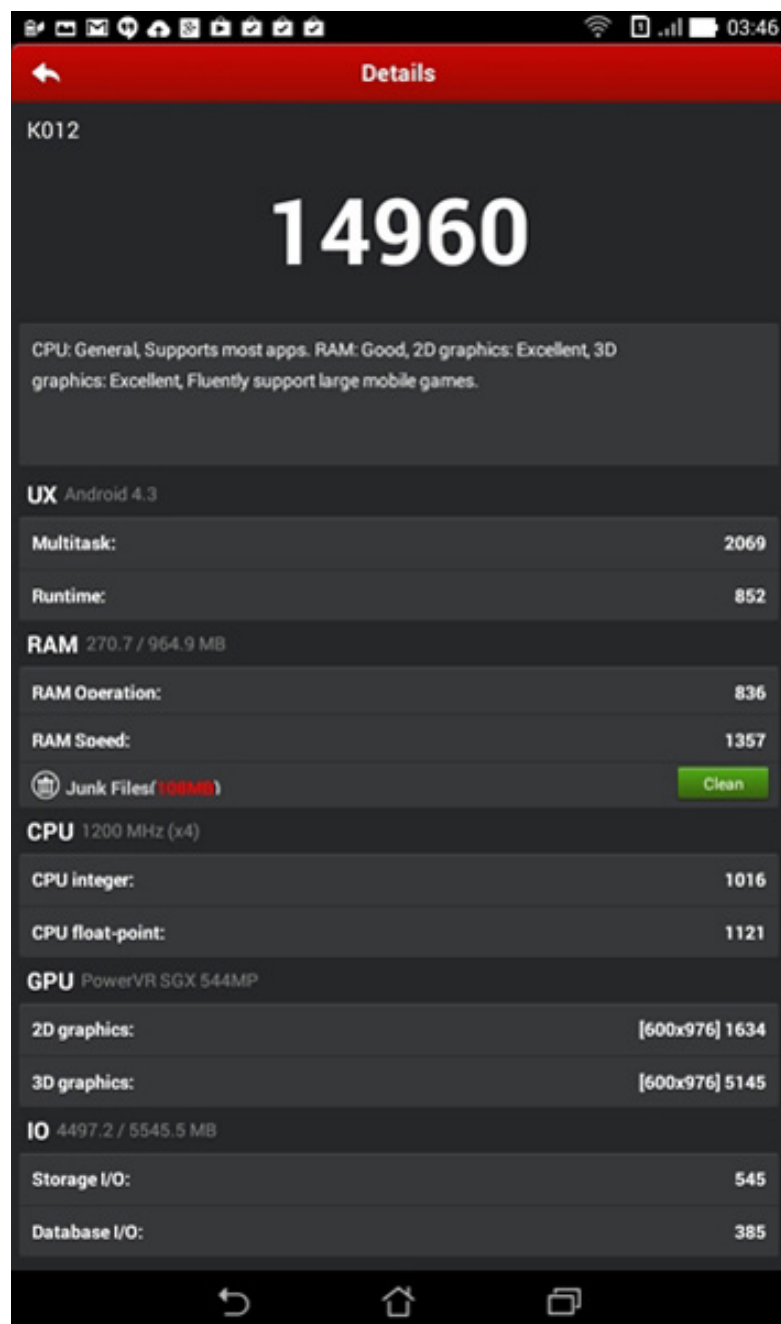 03:46
Details
K012
14960
CPU: General, Supports most apps. RAM: Good, 2D graphics: Excellent, 3D
graphics: Excellent, Fluently support large mobile games.
UX Android 4.3
Multitask: 2069
Runtime: 852
RAM 270.7 / 964.9 MB
RAM Operation: 836
RAM Speed: 1357
Junk Files(108MB) Clean
CPU 1200 MHz (x4)
CPU integer: 1016
CPU float-point: 1121
GPU PowerVR SGX 544MP
2D graphics: [600x976] 1634
3D graphics: [600x976] 5145
IO 4497.2 / 5545.5 MB
Storage I/O: 545
Database I/O: 385